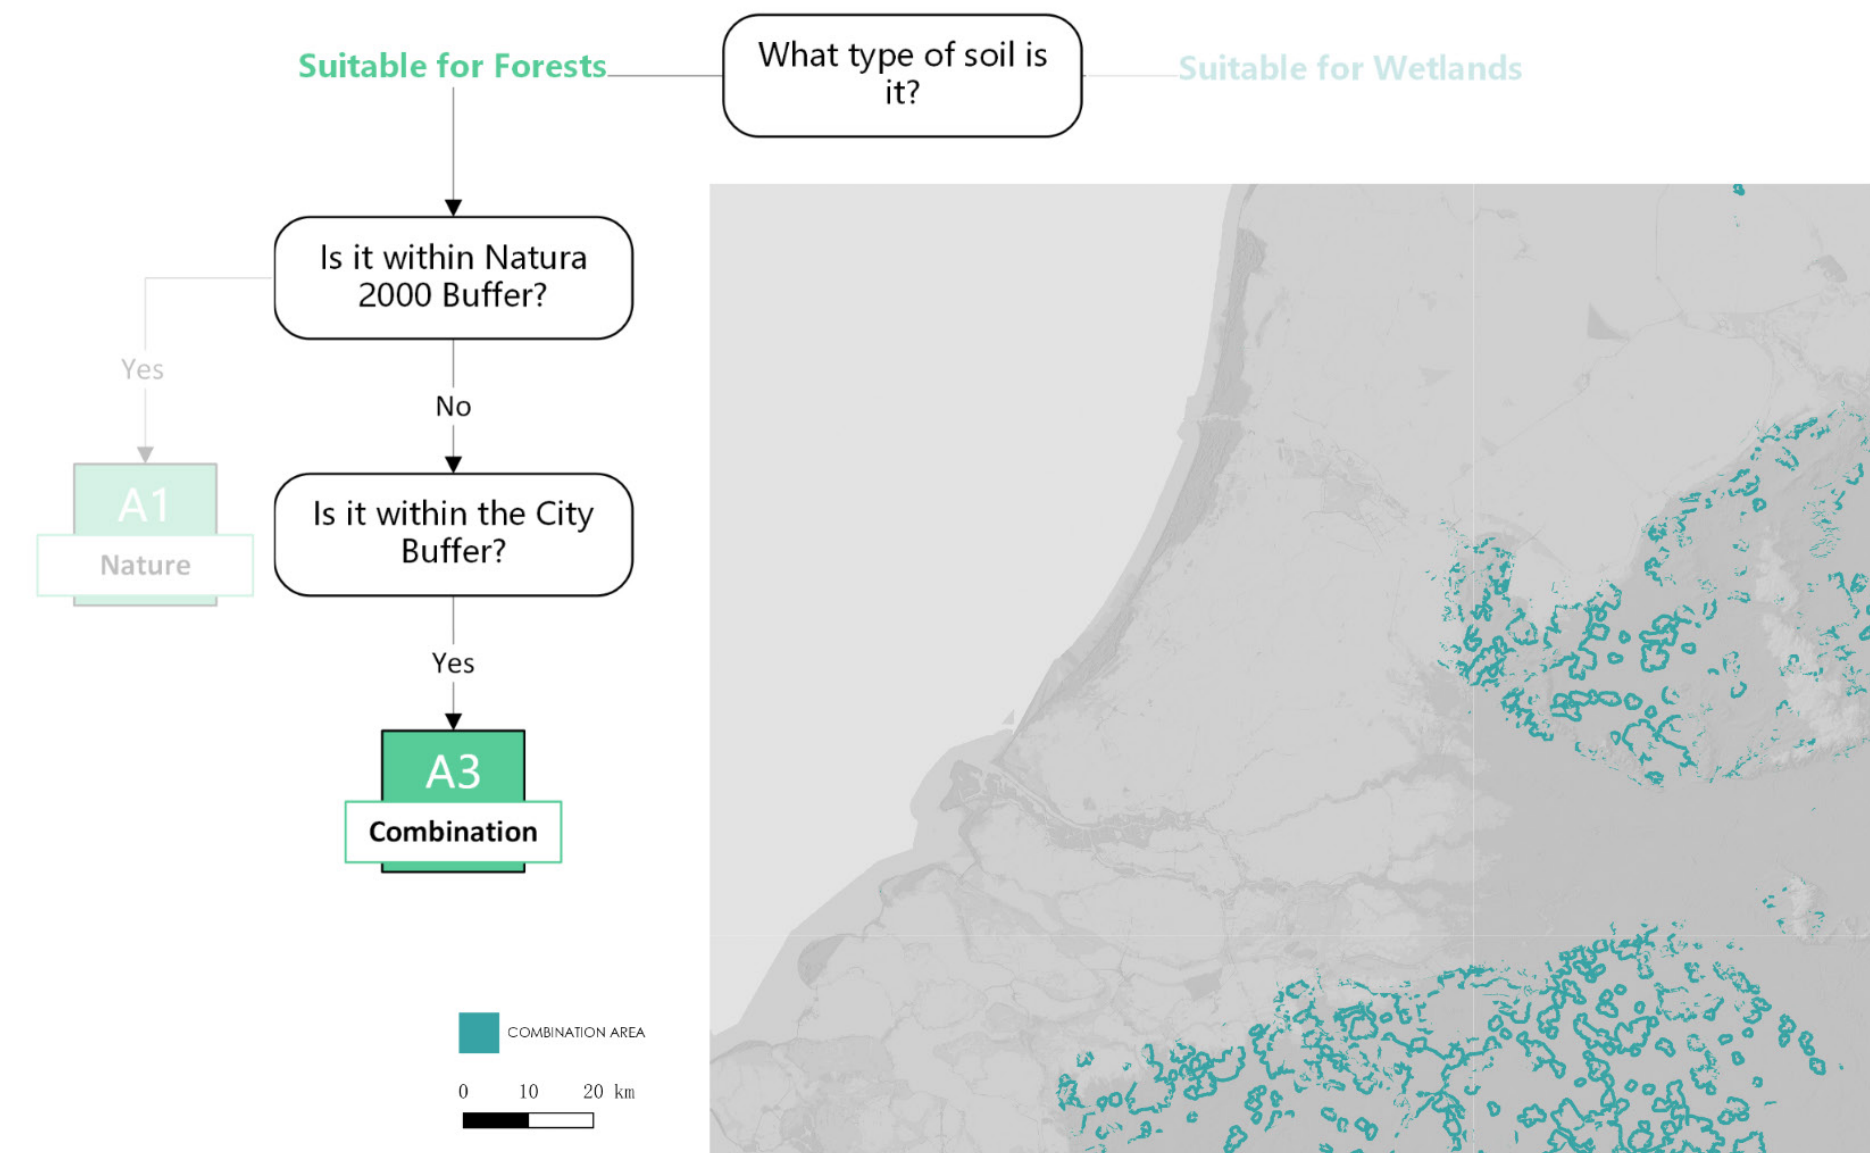 Suitable for Forests
What type of soil is
it?
Suitable for Wetlands
Is it within Natura
2000 Buffer?
Yes
No
A1
Nature
Is it within the City
Buffer?
Yes
A3
Combination
COMBINATION AREA
0 10 20 km